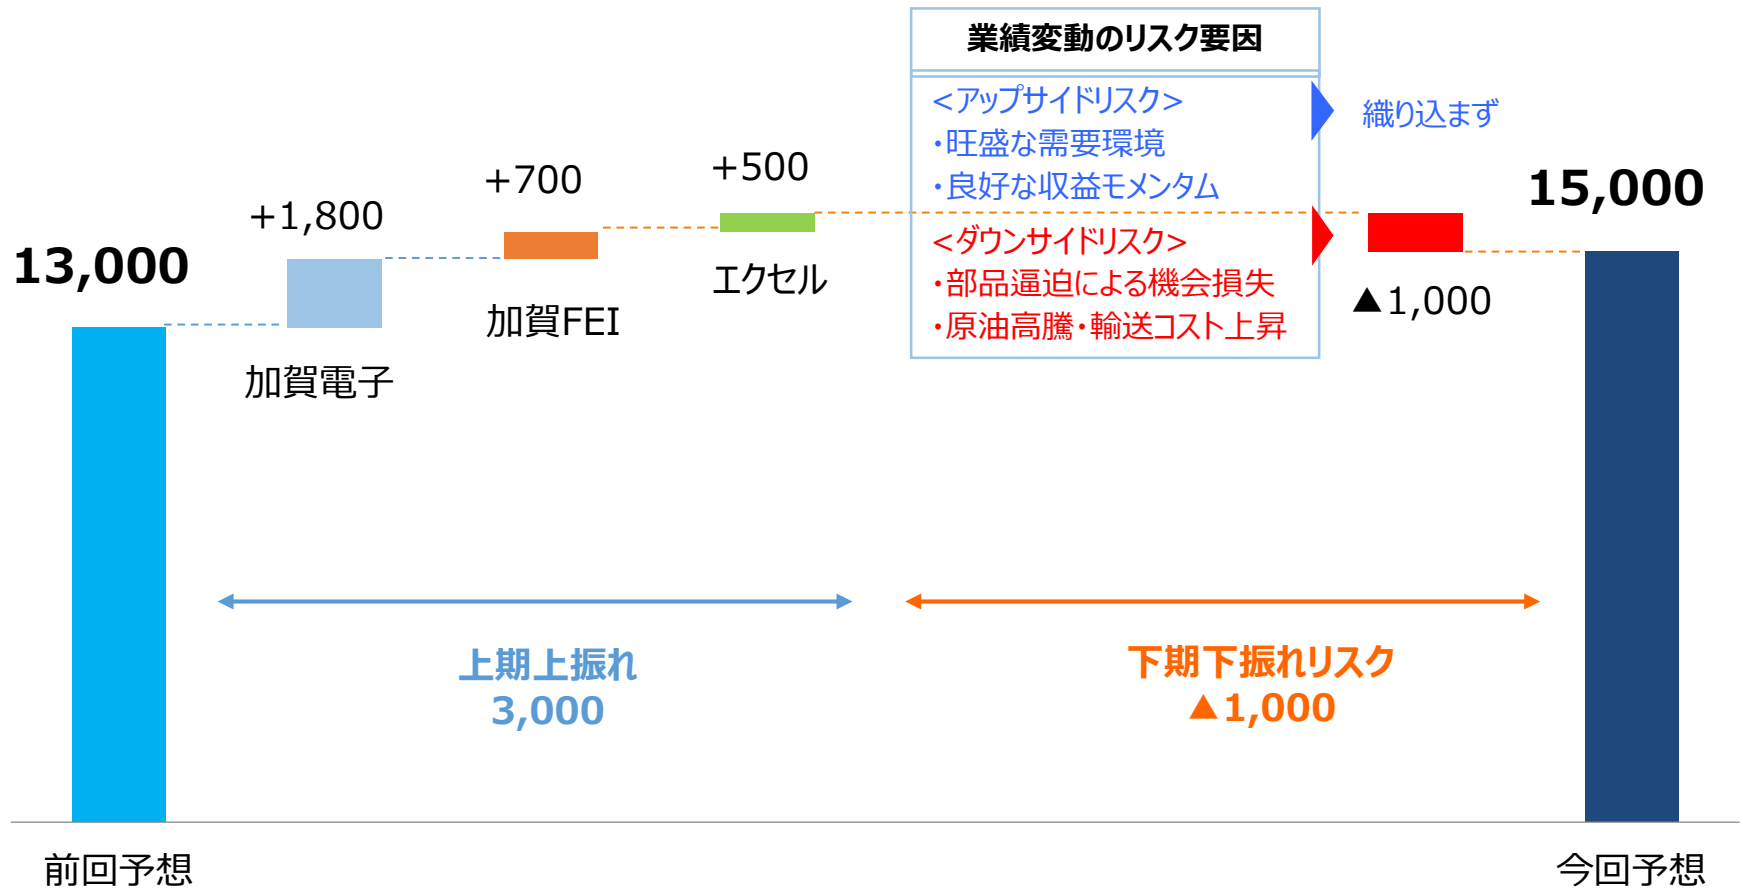 業績変動のリスク要因
<アップサイドリスク>
・旺盛な需要環境
・良好な収益モメンタム
織り込まず
<ダウンサイドリスク>
・部品逼迫による機会損失
・原油高騰・輸送コスト上昇
13,000
+1,800
加賀電子
+700
加賀FEI
+500
エクセル
▲1,000
15,000
上期上振れ
3,000
下期下振れリスク
▲1,000
前回予想
今回予想